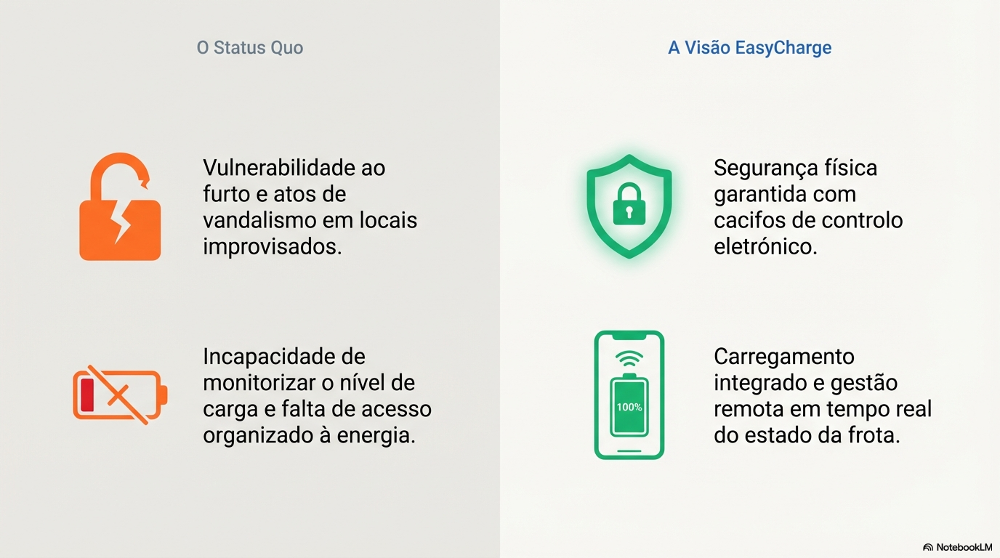 O Status Quo
Vulnerabilidade ao
furto e atos de
vandalismo em locais
improvisados.
Incapacidade de
monitorizar o nível de
carga e falta de acesso
organizado à energia.
A Visão EasyCharge
Segurança física
garantida com
cacifos de controlo
eletrónico.
100%
Carregamento
integrado e gestão
remota em tempo real
do estado da frota.
NotebookLM